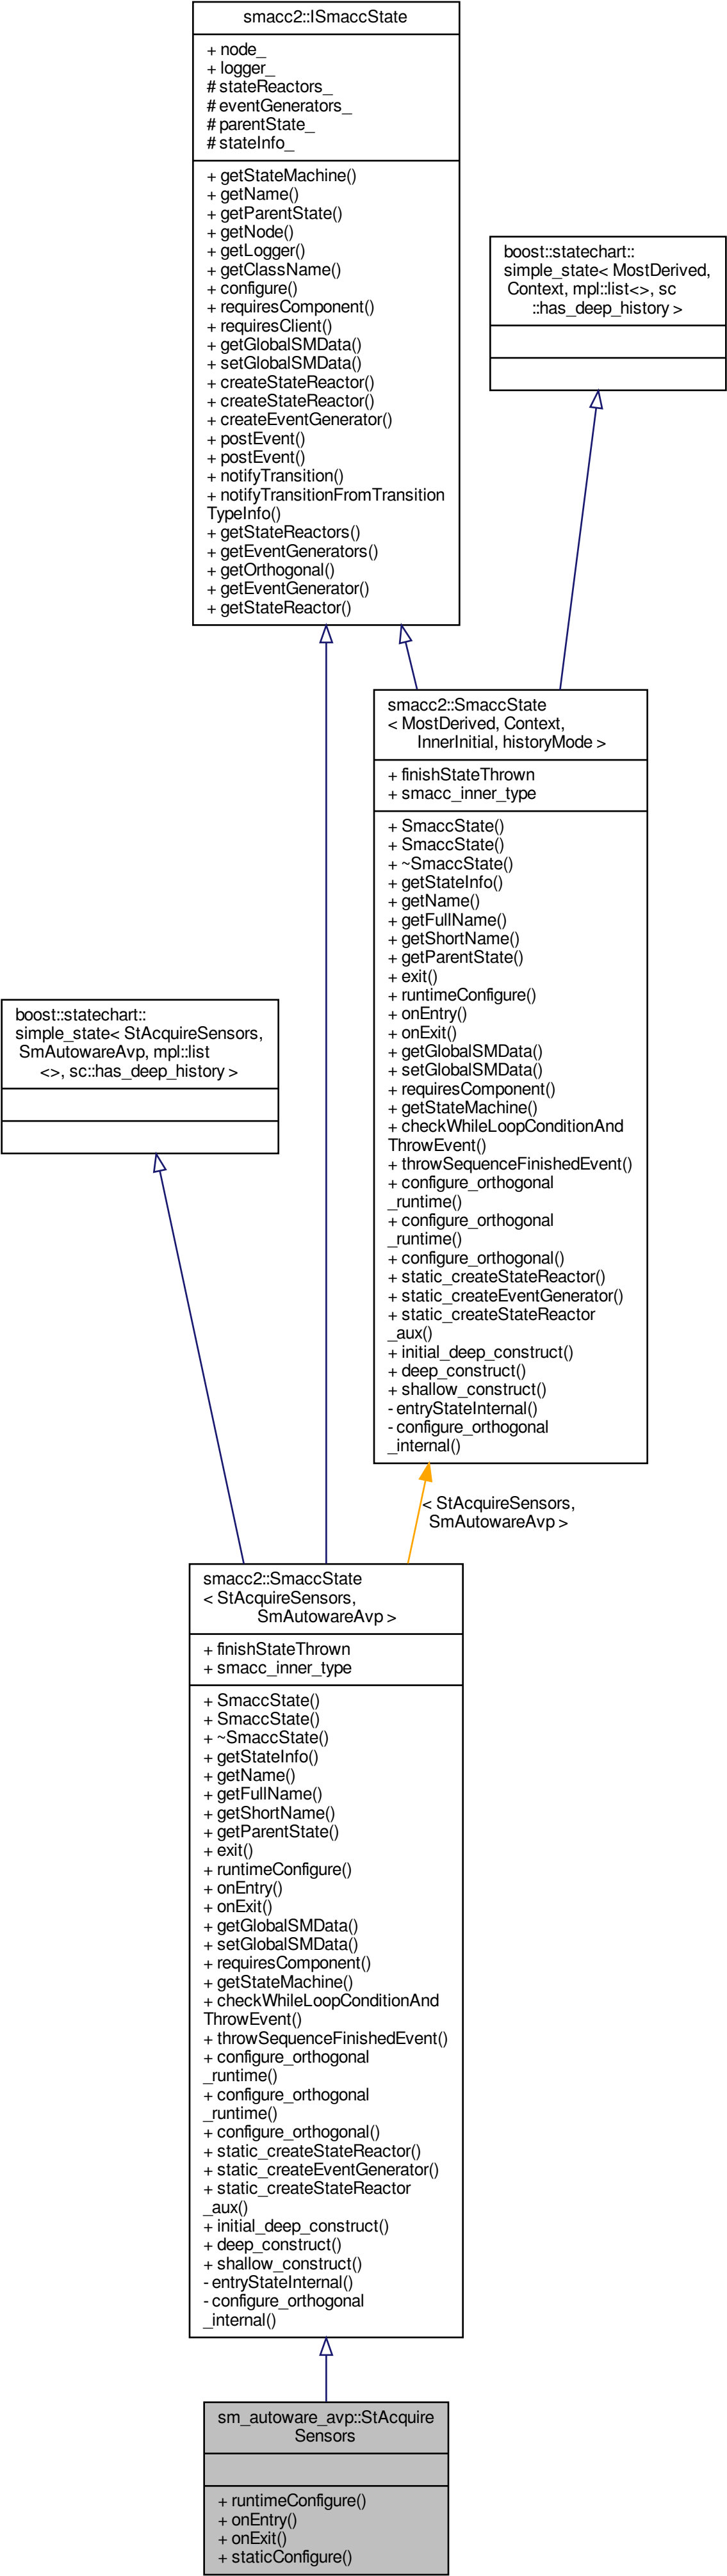 smacc2::ISmaccState
+ node_
+ logger_
# stateReactors_
# eventGenerators_
# parentState_
# stateInfo_
+ getStateMachine()
+ getName()
+ getParentState()
+ getNode()
+ getLogger()
+ getClassName()
+ configure()
+ requiresComponent()
+ requiresClient()
+ getGlobalSMData()
+ setGlobalSMData()
+ createStateReactor()
+ createStateReactor()
+ createEventGenerator()
+ postEvent()
+ postEvent()
+ notifyTransition()
+ notifyTransitionFromTransition
TypeInfo()
+ getStateReactors()
+ getEventGenerators()
+ getOrthogonal()
+ getEventGenerator()
+ getStateReactor()
boost::statechart::
simple_state< MostDerived,
Context, mpl::list<>, sc
::has_deep_history >
smacc2::SmaccState
< MostDerived, Context,
InnerInitial, historyMode >
+ finishStateThrown
+ smacc_inner_type
+ SmaccState()
+ SmaccState()
+ ~SmaccState()
+ getStateInfo()
+ getName()
+ getFullName()
+ getShortName()
+ getParentState()
+ exit()
+ runtimeConfigure()
+ onEntry()
+ onExit()
+ getGlobalSMData()
+ setGlobalSMData()
+ requiresComponent()
+ getStateMachine()
+ checkWhileLoopConditionAnd
ThrowEvent()
+ throwSequenceFinishedEvent()
+ configure_orthogonal
_runtime()
+ configure_orthogonal
_runtime()
+ configure_orthogonal()
+ static_createStateReactor()
+ static_createEventGenerator()
+ static_createStateReactor
_aux()
+ initial_deep_construct()
+ deep_construct()
+ shallow_construct()
- entryStateInternal()
- configure_orthogonal
_internal()
boost::statechart::
simple_state< StAcquireSensors,
SmAutowareAvp, mpl::list
<>, sc::has_deep_history >
< StAcquireSensors,
SmAutowareAvp >
smacc2::SmaccState
< StAcquireSensors,
SmAutowareAvp >
+ finishStateThrown
+ smacc_inner_type
+ SmaccState()
+ SmaccState()
+ ~SmaccState()
+ getStateInfo()
+ getName()
+ getFullName()
+ getShortName()
+ getParentState()
+ exit()
+ runtimeConfigure()
+ onEntry()
+ onExit()
+ getGlobalSMData()
+ setGlobalSMData()
+ requiresComponent()
+ getStateMachine()
+ checkWhileLoopConditionAnd
ThrowEvent()
+ throwSequenceFinishedEvent()
+ configure_orthogonal
_runtime()
+ configure_orthogonal
_runtime()
+ configure_orthogonal()
+ static_createStateReactor()
+ static_createEventGenerator()
+ static_createStateReactor
_aux()
+ initial_deep_construct()
+ deep_construct()
+ shallow_construct()
- entryStateInternal()
- configure_orthogonal
_internal()
sm_autoware_avp::StAcquire
Sensors
+ runtimeConfigure()
+ onEntry()
+ onExit()
+ staticConfigure()